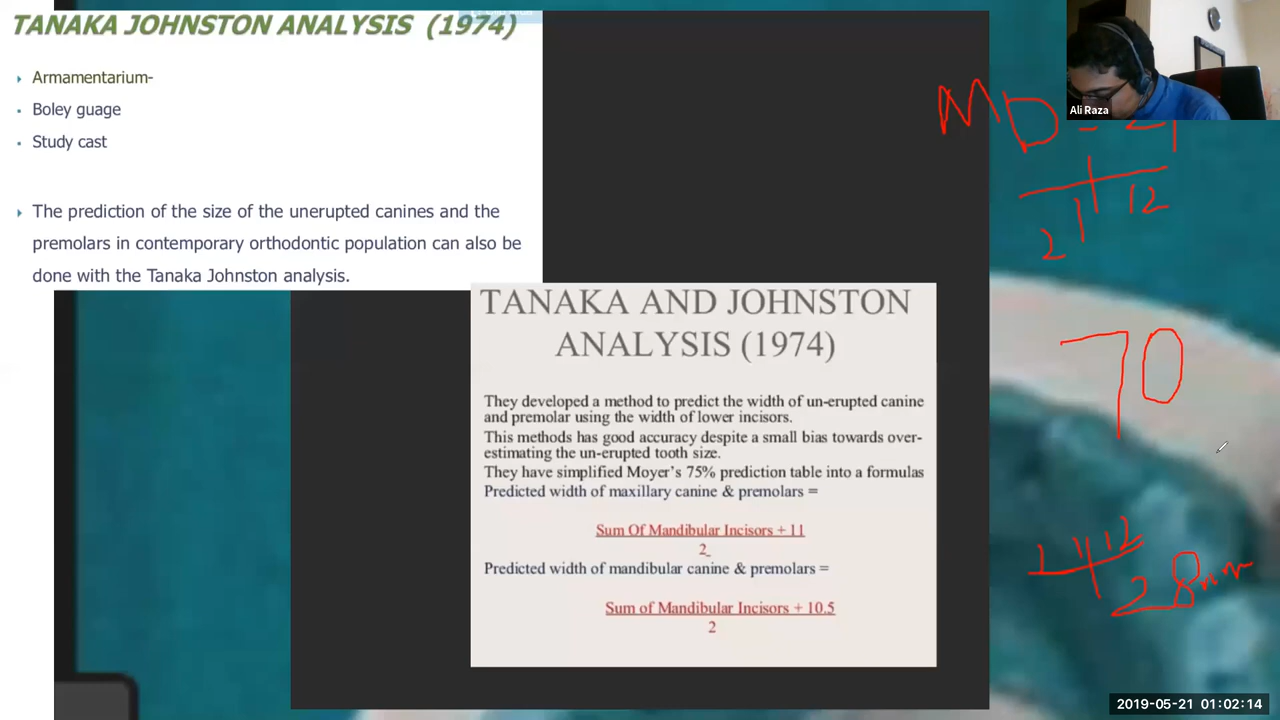 TANAKA JOHNSTON ANALYSIS (1974)
Armamentarium-
Boley guage
Study cast
The prediction of the size of the unerupted canines and the
premolars in contemporary orthodontic population can also be
done with the Tanaka Johnston analysis.
TANAKA AND JOHNSTON
ANALYSIS (1974)
They developed a method to predict the width of un-erupted canine
and premolar using the width of lower incisors.
This methods has good accuracy despite a small bias towards over-
estimating the un-erupted tooth size.
They have simplified Moyer's 75% prediction table into a formulas
Predicted width of maxillary canine & premolars =
Sum Of Mandibular Incisors + 11
2
Predicted width of mandibular canine & premolars =
Sum of Mandibular Incisors + 10.5
2
Ali Raza
MD
21 12
70
28mm
2019-05-21 01:02:14